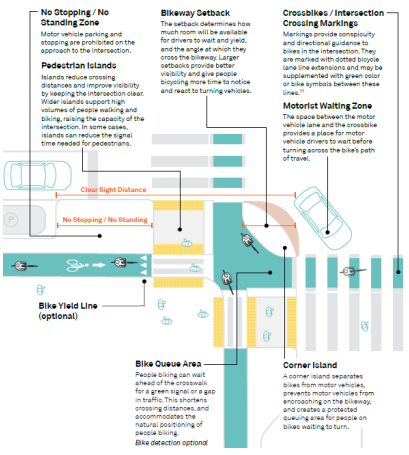 No Stopping / No
Standing Zone
Motor vehicle parking and
stopping are prohibited on the
approach to the intersection.
Pedestrian Islands
Islands reduce crossing
distances and improve visibility
by keeping the intersection clear.
Wider islands support high
volumes of people walking and
biking, raising the capacity of the
intersection. In some cases,
islands can reduce the signal
time needed for pedestrians.
Bikeway Setback
The setback determines how
much room will be available
for drivers to wait and yield,
and the angle at which they
cross the bikeway. Larger
setbacks provide better
visibility and give people
bicycling more time to notice
and react to turning vehicles.
Crossbikes / Intersection
Crossing Markings
Markings provide conspicuity
and directional guidance to
bikes in the intersection. They
are marked with dotted bicycle
lane line extensions and may be
supplemented with green color
or bike symbols between these
lines.
Motorist Waiting Zone
The space between the motor
vehicle lane and the crossbike
provides a place for motor
vehicle drivers to wait before
turning across the bike's path
of travel.
Clear Sight Distance
P
No Stopping / No Standing
Bike Yield Line
(optional)
Bike Queue Area
People biking can wait
ahead of the crosswalk
for a green signal or a gap
in traffic. This shortens
crossing distances, and
accommodates the
natural positioning of
people biking.
Bike detection optional
Corner Island
A corner island separates
bikes from motor vehicles,
prevents motor vehicles from
encroaching on the bikeway,
and creates a protected
queuing area for people on
bikes waiting to turn.